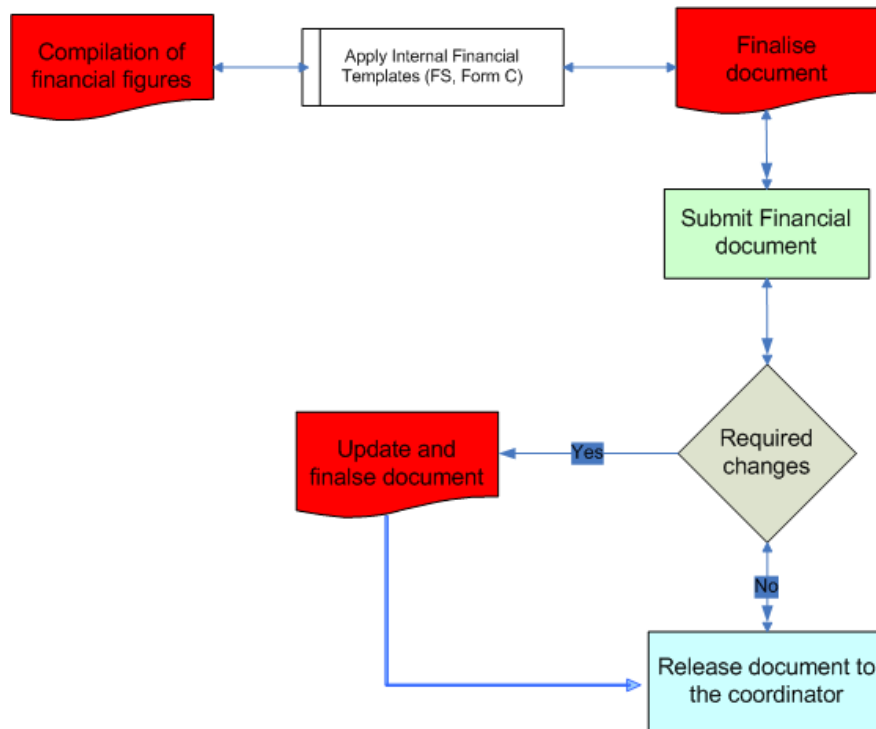 Compilation of
financial figures
Apply Internal Financial
Templates (FS, Form C)
Finalise
document
Submit Financial
document
Required
changes
Yes
Update and
finalse document
No
Release document to
the coordinator